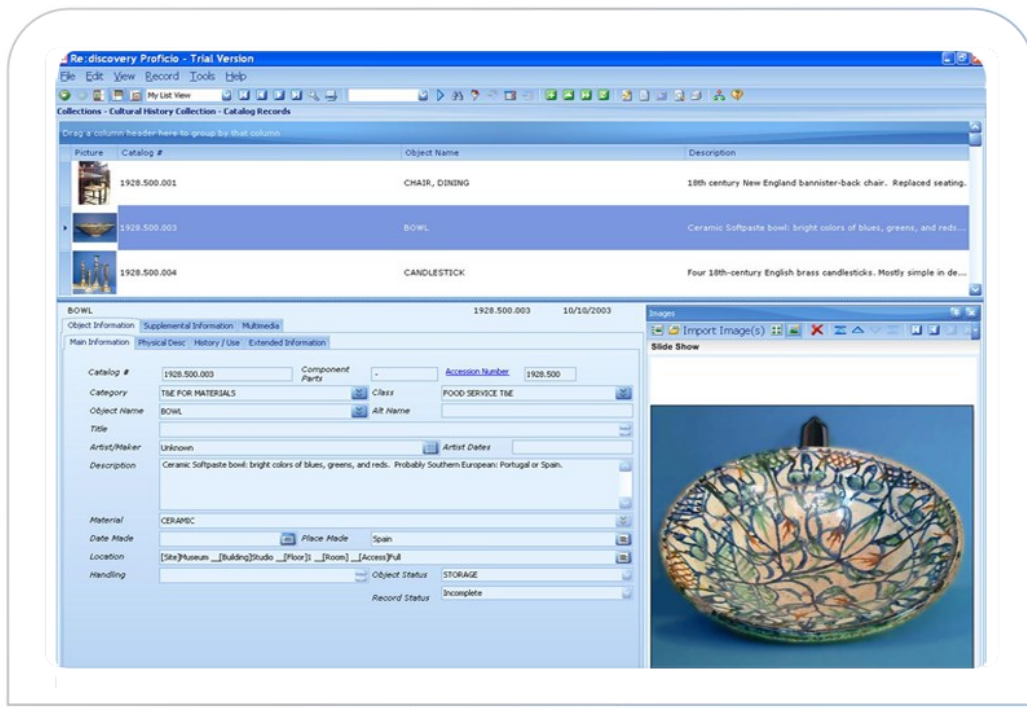 Re:discovery Proficio - Trial Version
File Edit View Record Tools Help
My List View
Collections - Cultural History Collection - Catalog Records
Drag a column header here to group by that column
Picture Catalog # Object Name Description
1928.500.001 CHAIR, DINING 18th century New England bannister-back chair. Replaced seating.
1928.500.003 BOWL Ceramic Softpaste bowl: bright colors of blues, greens, and reds...
1928.500.004 CANDLESTICK Four 18th-century English brass candlesticks. Mostly simple in de...
BOWL 1928.500.003 10/10/2003
Images
Object Information Supplemental Information Multimedia
Import Image(s)
Main Information Physical Desc History / Use Extended Information
Slide Show
Catalog # 1928.500.003 Component Parts - Accession Number 1928.500
Category T&E FOR MATERIALS Class FOOD SERVICE T&E
Object Name BOWL Alt Name
Title
Artist/Maker Unknown Artist Dates
Description Ceramic Softpaste bowl: bright colors of blues, greens, and reds. Probably Southern European: Portugal or Spain.
Material CERAMIC
Date Made Place Made Spain
Location [Site]Museum __[Building]Studio __[Floor]1 __[Room] __[Access]Full
Handling Object Status STORAGE
Record Status Incomplete